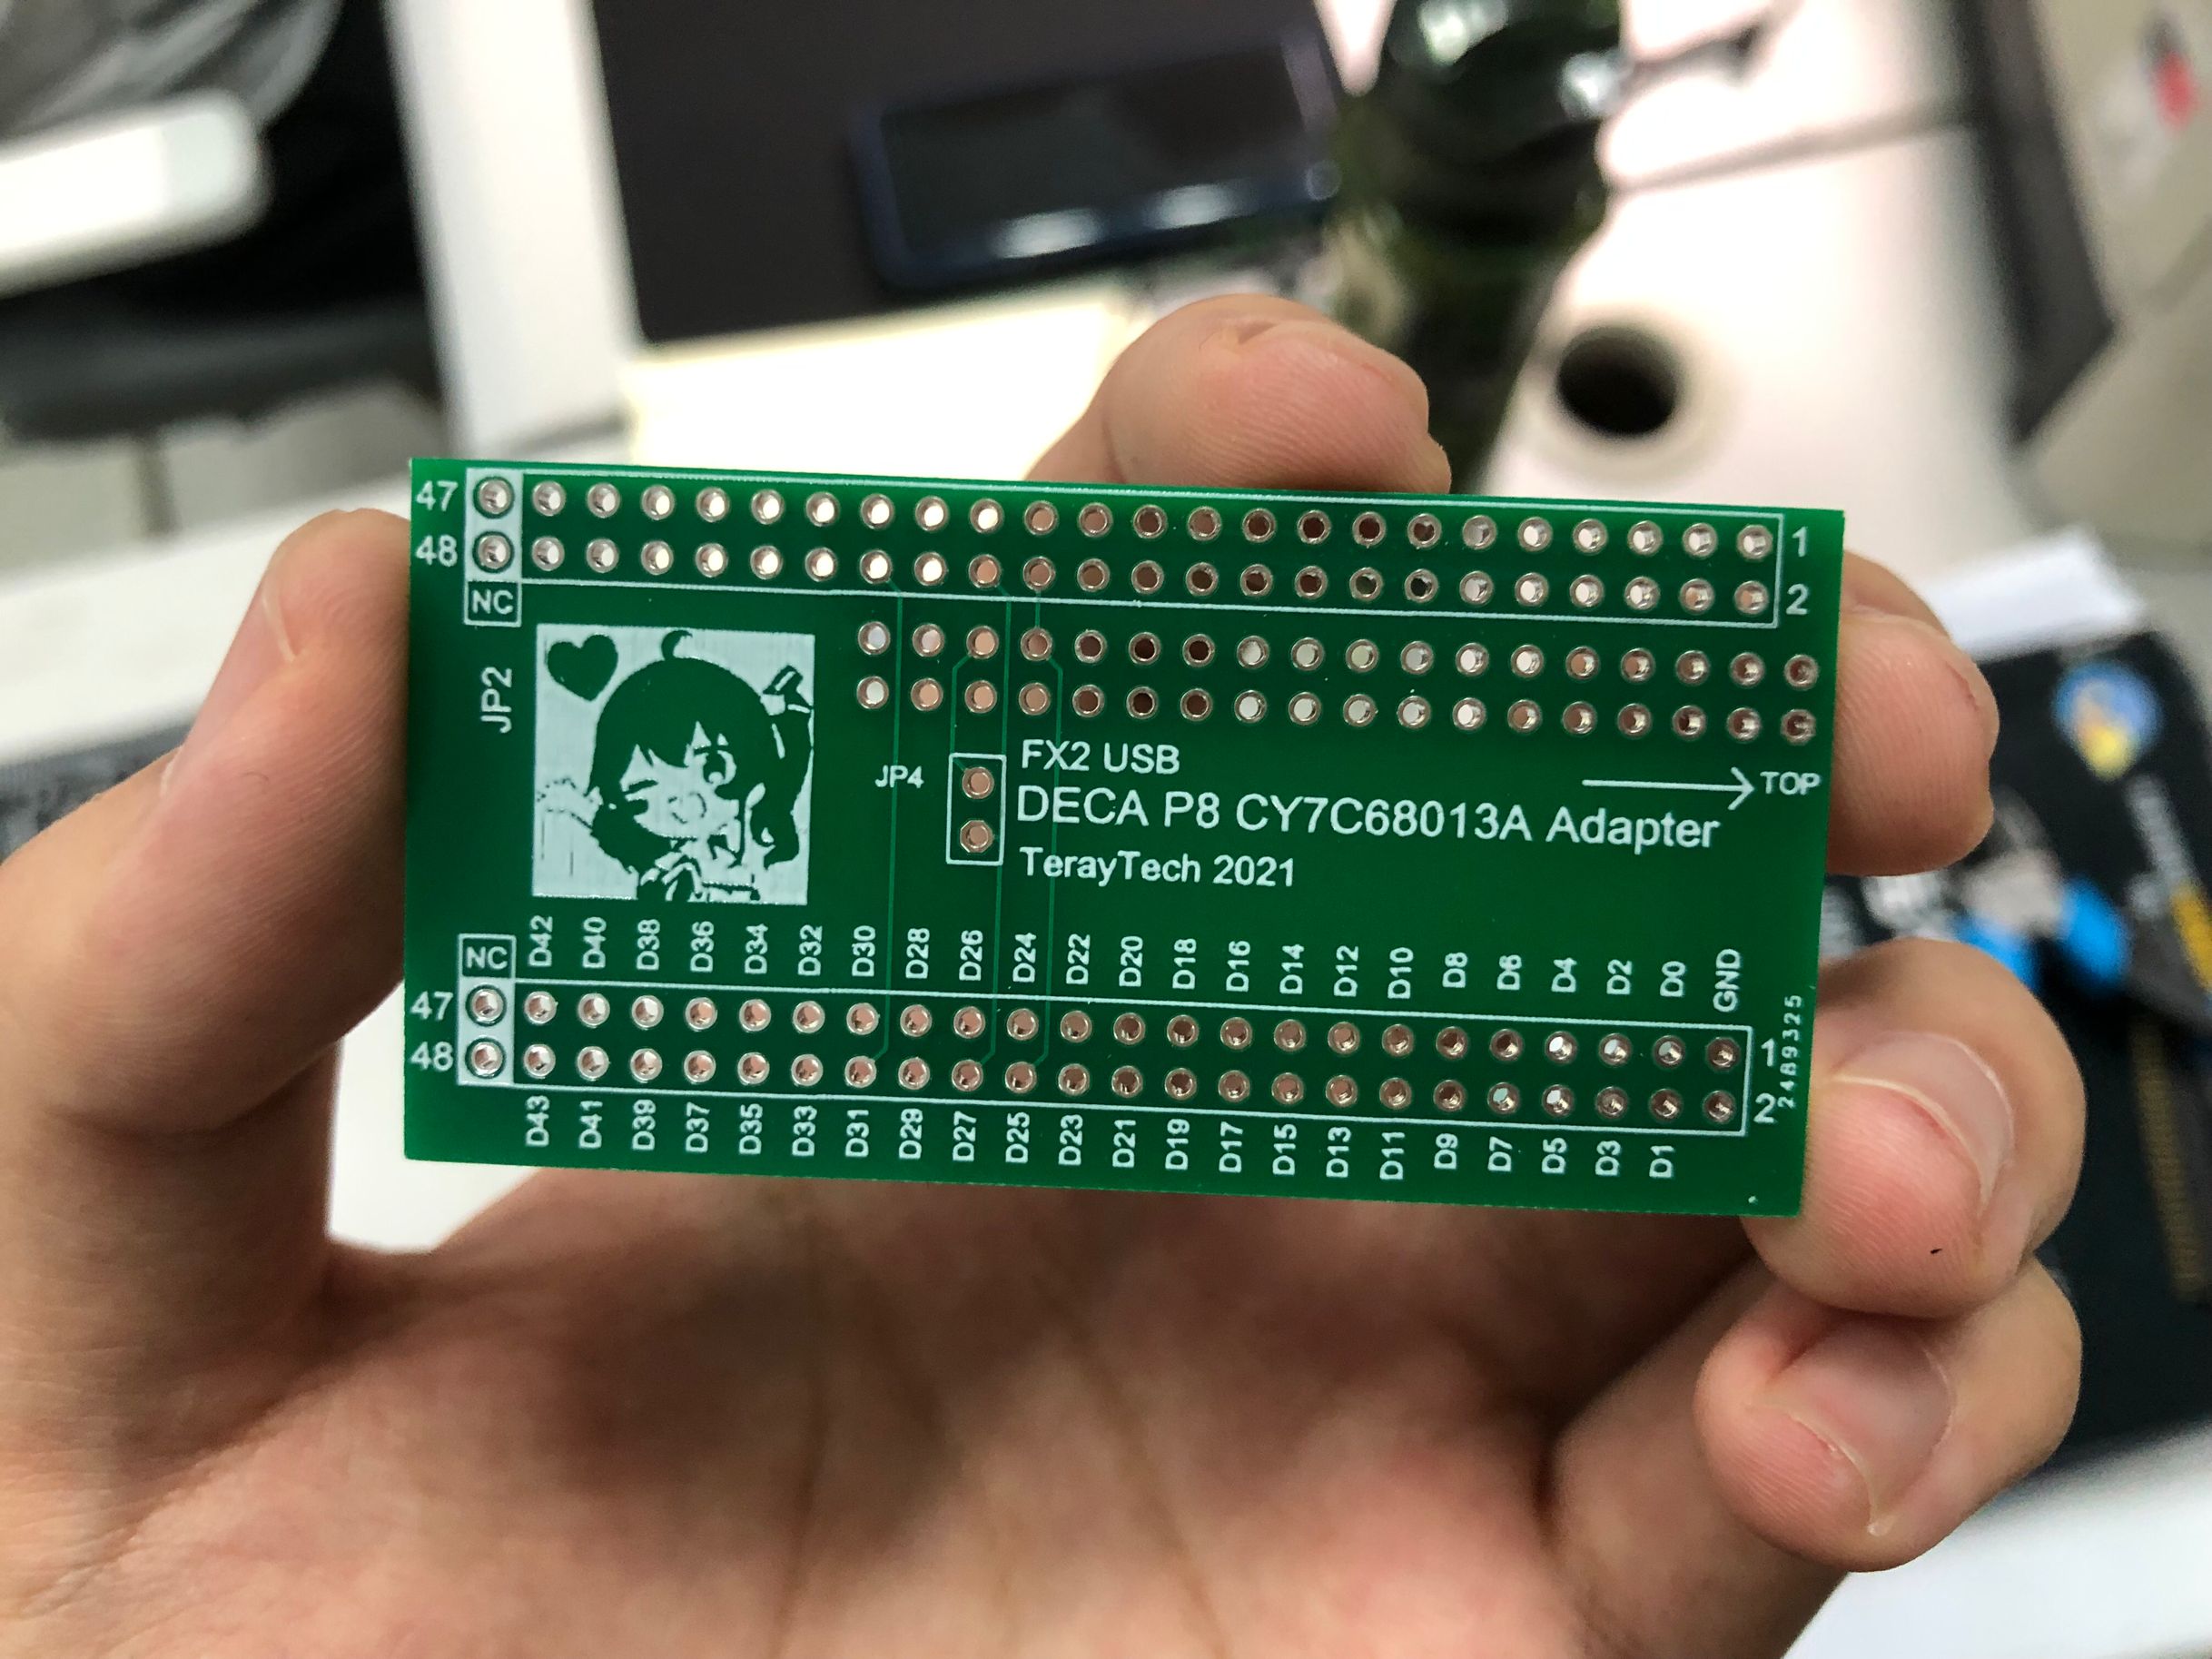 47 1
48 2
NC
JP2
JP4
FX2 USB
DECA P8 CY7C68013A Adapter
TerayTech 2021
TOP
NC D42 D40 D38 D36 D34 D32 D30 D28 D26 D24 D22 D20 D18 D16 D14 D12 D10 D8 D6 D4 D2 D0 GND
47 1
48 2
2489325
D43 D41 D39 D37 D35 D33 D31 D29 D27 D25 D23 D21 D19 D17 D15 D13 D11 D9 D7 D5 D3 D1